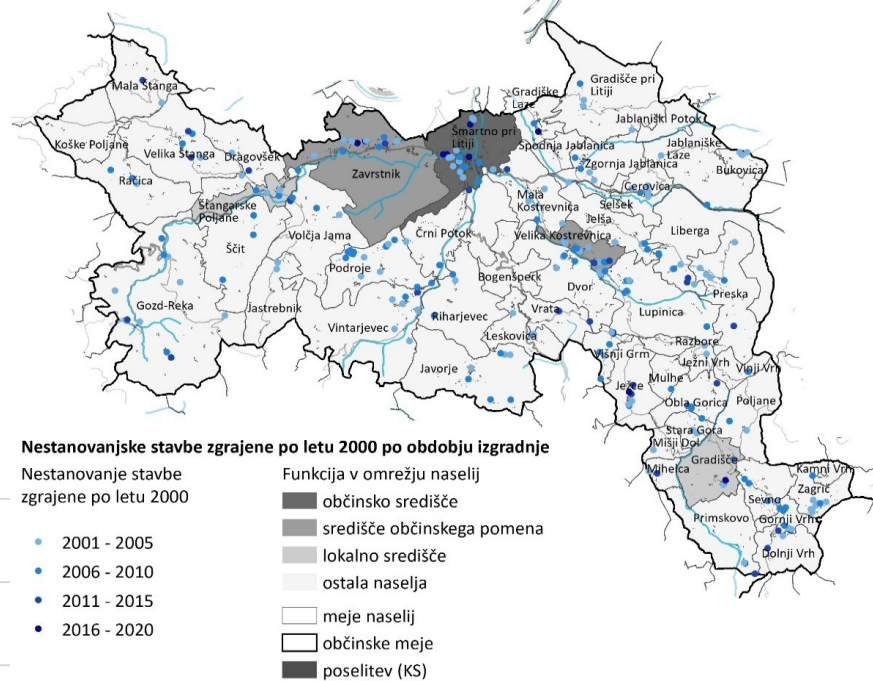 Mala Štanga
Gradiške
Laze
Gradišče pri
Litiji
Jablaniški Potok
Šmartno pri
Litiji
Koške Poljane
Velika Štanga
Dragovšek
Spodnja Jablanica
Jablaniške
Laze
Zgornja Jablanica
Bukovica
Račica
Zavrstnik
Cerovica
Mala
Kostrevnica
Selšek
Štangarske
Poljane
Jelša
Liberga
Ščit
Volčja Jama
Črni Potok
Velika Kostrevnica
Podroje
Bogenšperk
Dvor
Preska
Gozd-Reka
Jastrebnik
Vintarjevec
Riharjevec
Vrata
Lupinica
Leskovica
Razbore
Višnji Grm
Ježni Vrh
Vinji Vrh
Javorje
Ježce
Mulhe
Obla Gorica
Poljane
Stara Gora
Mišji Dol
Gradišče
Mihelca
Kamni Vrh
Zagrič
Sevno
Primskovo
Gornji Vrh
Dolnji Vrh
Nestanovanjske stavbe zgrajene po letu 2000 po obdobju izgradnje
Nestanovanje stavbe
zgrajene po letu 2000
2001 - 2005
2006 - 2010
2011 - 2015
2016 - 2020
Funkcija v omrežju naselij
občinsko središče
središče občinskega pomena
lokalno središče
ostala naselja
meje naselij
občinske meje
poselitev (KS)